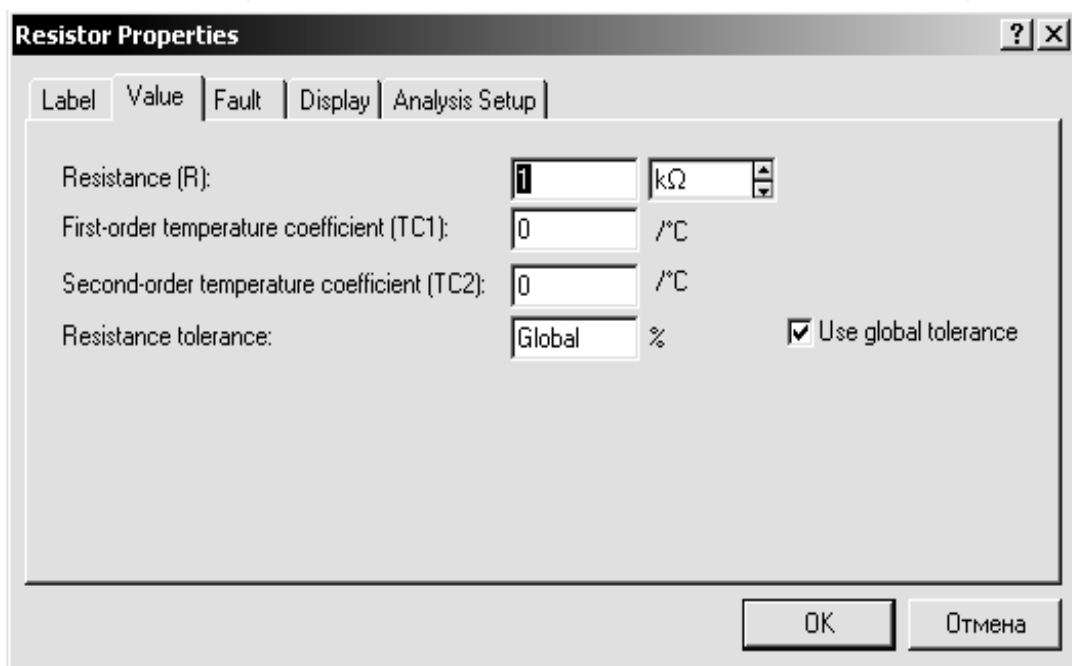 Resistor Properties ? ×
Label Value Fault Display Analysis Setup
Resistance (R): 1 kΩ
First-order temperature coefficient (TC1): 0 /°C
Second-order temperature coefficient (TC2): 0 /°C
Resistance tolerance: Global % Use global tolerance
OK Отмена